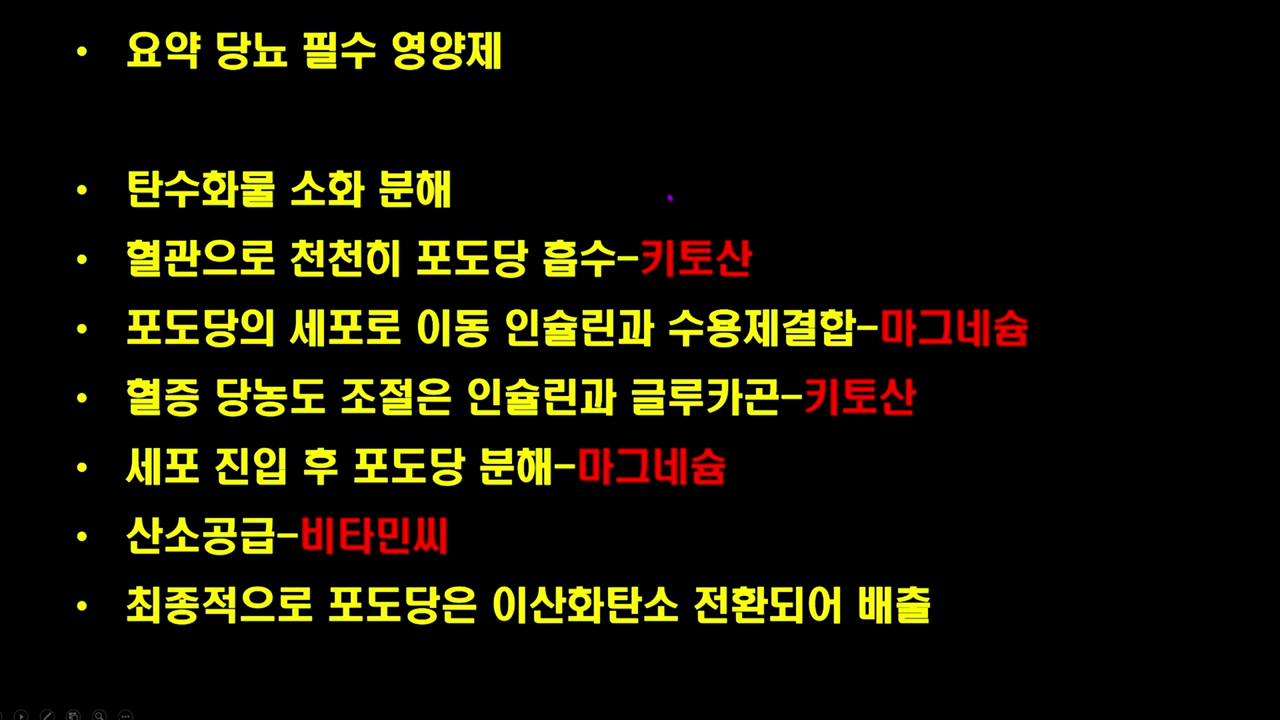 • 요약 당뇨 필수 영양제
• 탄수화물 소화 분해
• 혈관으로 천천히 포도당 흡수-키토산
• 포도당의 세포로 이동 인슐린과 수용제결합-마그네슘
• 혈증 당농도 조절은 인슐린과 글루카곤-키토산
• 세포 진입 후 포도당 분해-마그네슘
• 산소공급-비타민씨
• 최종적으로 포도당은 이산화탄소 전환되어 배출